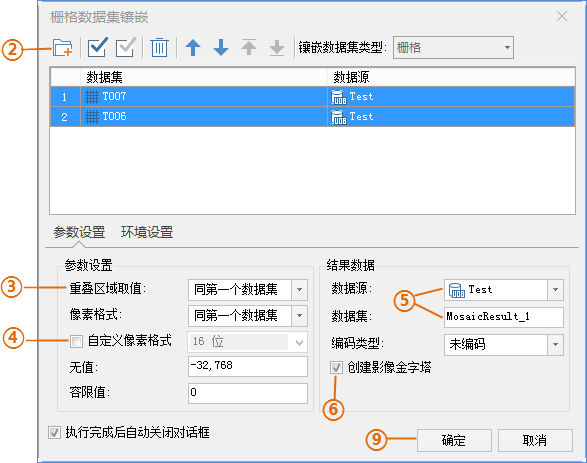 栅格数据集镶嵌
② 镶嵌数据集类型: 栅格
数据集 数据源
1 T007 Test
2 T006 Test
参数设置 环境设置
参数设置
③ 重叠区域取值: 同第一个数据集
像素格式: 同第一个数据集
④ 自定义像素格式 16 位
无值: -32,768
容限值: 0
结果数据
数据源: ⑤ Test
数据集: MosaicResult_1
编码类型: 未编码
创建影像金字塔
⑥
执行完成后自动关闭对话框
⑨ 确定 取消